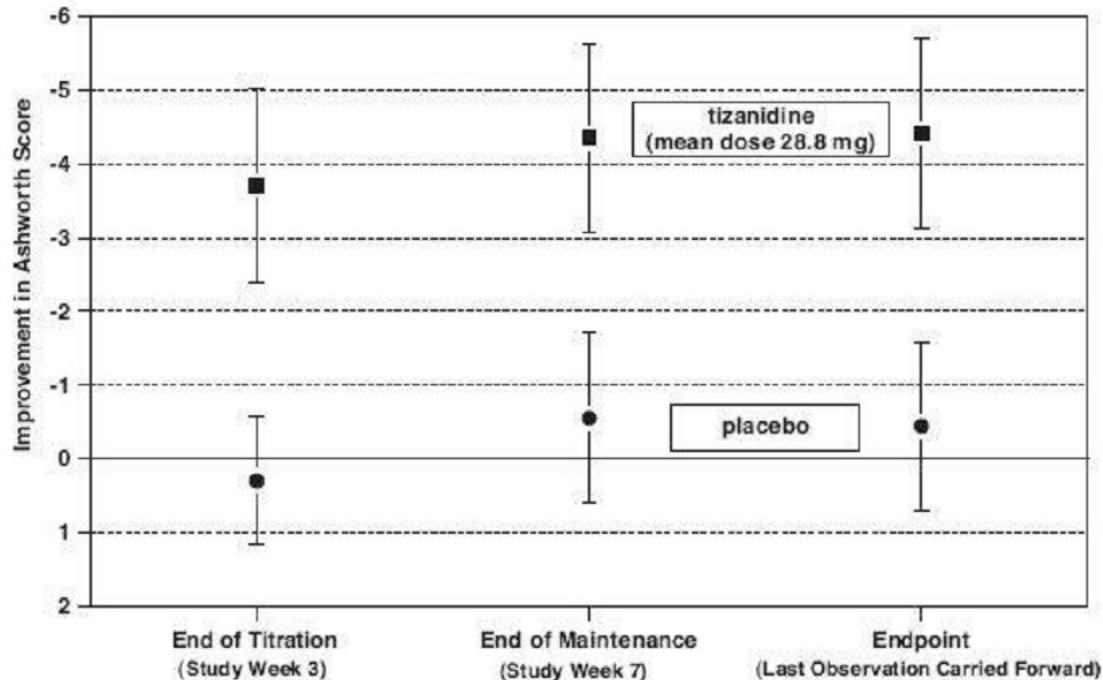 Improvement in Ashworth Score
-6
-5
-4
-3
-2
-1
0
1
2
tizanidine
(mean dose 28.8 mg)
placebo
End of Titration
(Study Week 3)
End of Maintenance
(Study Week 7)
Endpoint
(Last Observation Carried Forward)